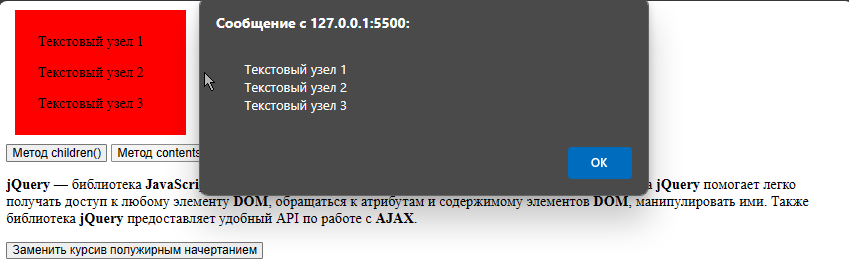 Сообщение с 127.0.0.1:5500:
Текстовый узел 1
Текстовый узел 2
Текстовый узел 3
OK
Текстовый узел 1
Текстовый узел 2
Текстовый узел 3
Метод children() Метод contents
jQuery — библиотека JavaScri jQuery помогает легко
получать доступ к любому элементу DOM, обращаться к атрибутам и содержимому элементов DOM, манипулировать ими. Также
библиотека jQuery предоставляет удобный API по работе с AJAX.
Заменить курсив полужирным начертанием